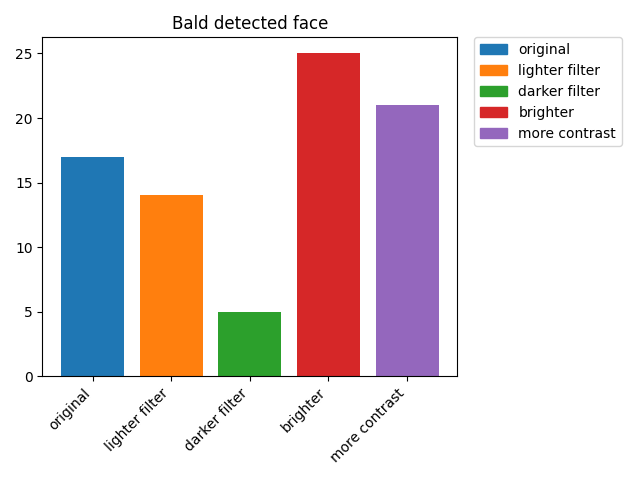 Bald detected face
25
20
15
10
5
0
original
lighter filter
darker filter
brighter
more contrast
original
lighter filter
darker filter
brighter
more contrast